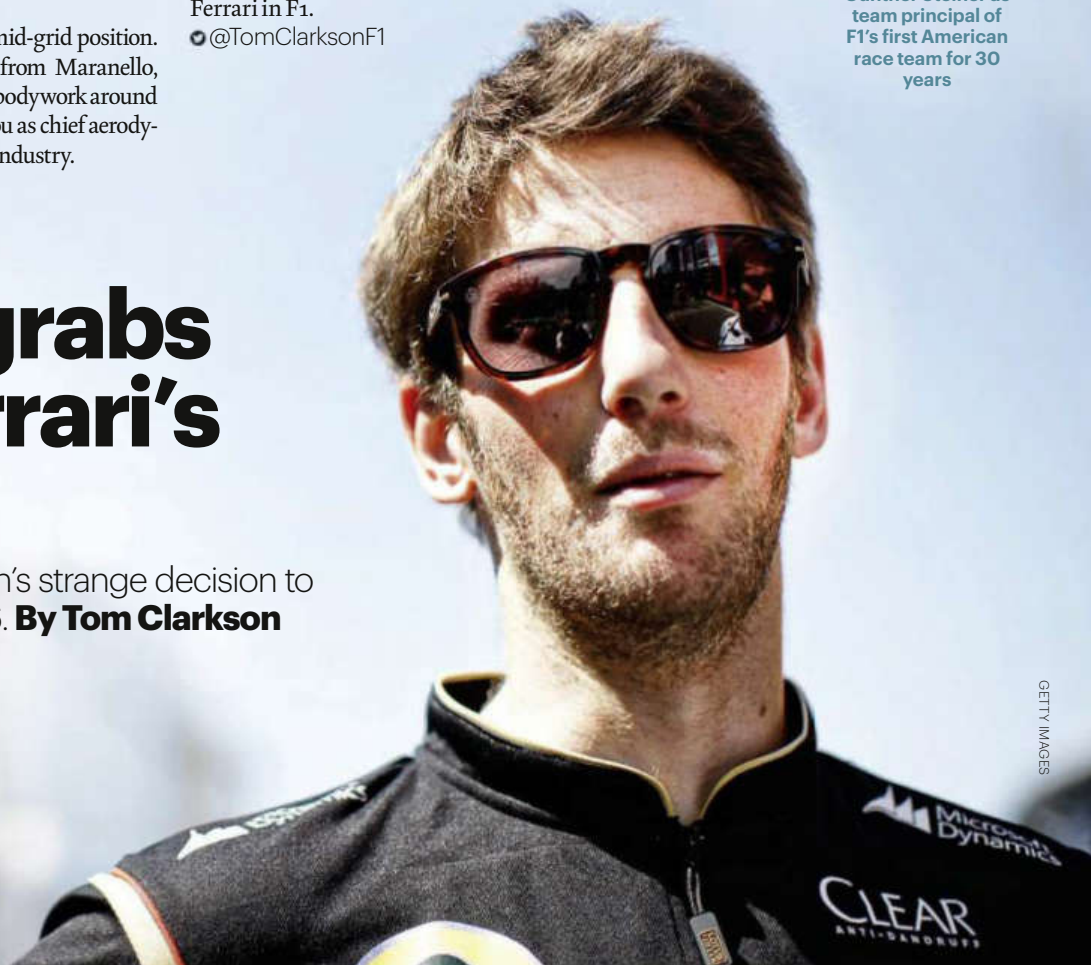 Ferrari in F1.
@TomClarksonF1
mid-grid position.
from Maranello,
bodywork around
ou as chief aerody-
industry.
team principal of
F1's first American
race team for 30
years
grabs
rrari's
n's strange decision to
. By Tom Clarkson
GETTY IMAGES
Microsoft
Dynamics
CLEAR
ANTI-DANDRUFF